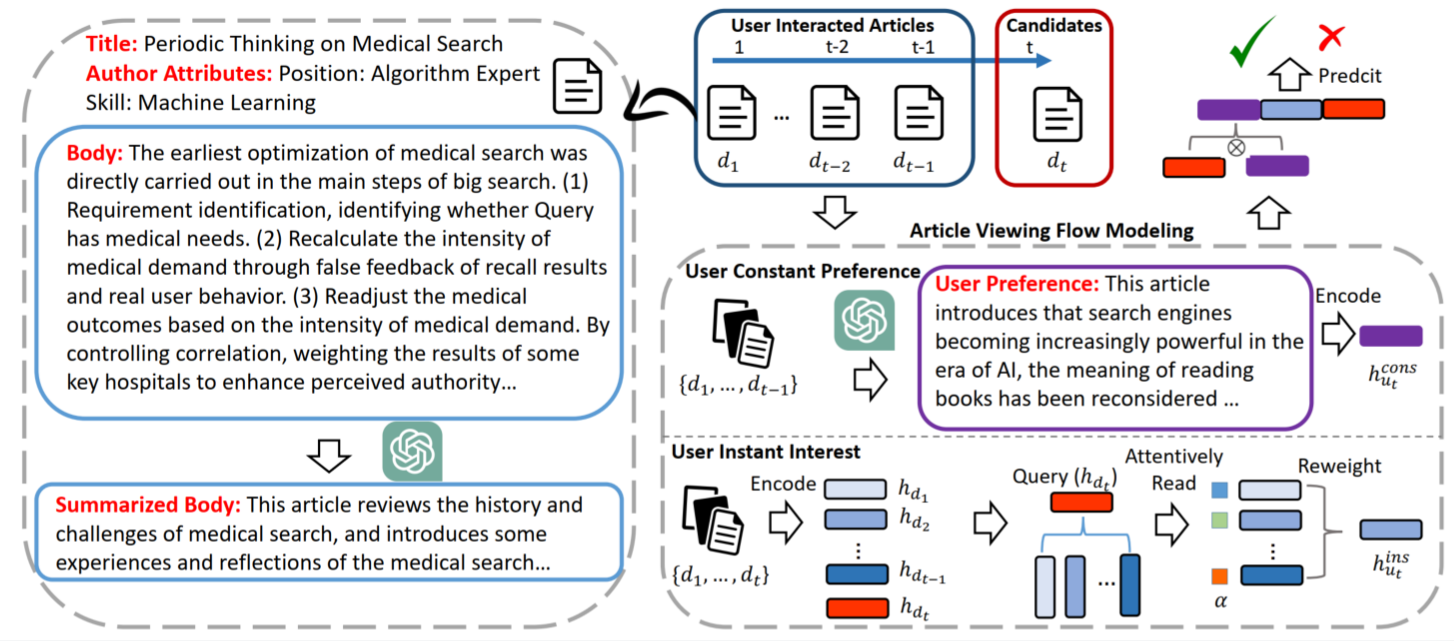 Title: Periodic Thinking on Medical Search
Author Attributes: Position: Algorithm Expert
Skill: Machine Learning
Body: The earliest optimization of medical search was
directly carried out in the main steps of big search. (1)
Requirement identification, identifying whether Query
has medical needs. (2) Recalculate the intensity of
medical demand through false feedback of recall results
and real user behavior. (3) Readjust the medical
outcomes based on the intensity of medical demand. By
controlling correlation, weighting the results of some
key hospitals to enhance perceived authority...
Summarized Body: This article reviews the history and
challenges of medical search, and introduces some
experiences and reflections of the medical search...
User Interacted Articles
1 t-2 t-1
...
d_1 d_{t-2} d_{t-1}
Candidates
t
d_t
Predcit
⊗
Article Viewing Flow Modeling
User Constant Preference
{d_1, ..., d_{t-1}}
User Preference: This article
introduces that search engines
becoming increasingly powerful in the
era of AI, the meaning of reading
books has been reconsidered ...
Encode
h_{u_t}^{cons}
User Instant Interest
{d_1, ..., d_t}
Encode
h_{d_1}
h_{d_2}
⋮
h_{d_{t-1}}
h_{d_t}
Query (h_{d_t})
...
Attentively
Read
⋮
α
Reweight
h_{u_t}^{ins}